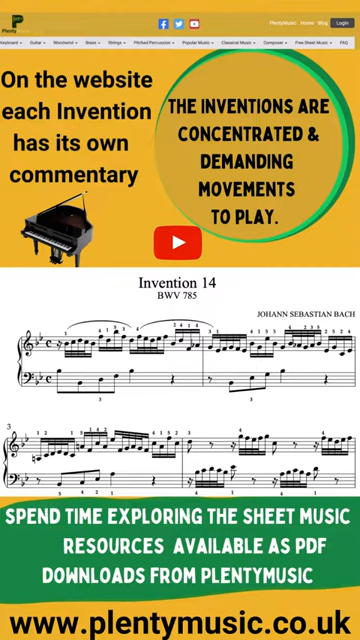 Plenty
PlentyMusic Home Blog Login
Keyboard Guitar Woodwind Brass Strings Pitched Percussion Popular Music Classical Music Composer Free Sheet Music FAQ
On the website
each Invention
has its own
commentary
THE INVENTIONS ARE
CONCENTRATED &
DEMANDING
MOVEMENTS
TO PLAY.
Invention 14
BWV 785
JOHANN SEBASTIAN BACH
3
SPEND TIME EXPLORING THE SHEET MUSIC
RESOURCES AVAILABLE AS PDF
DOWNLOADS FROM PLENTYMUSIC
www.plentymusic.co.uk